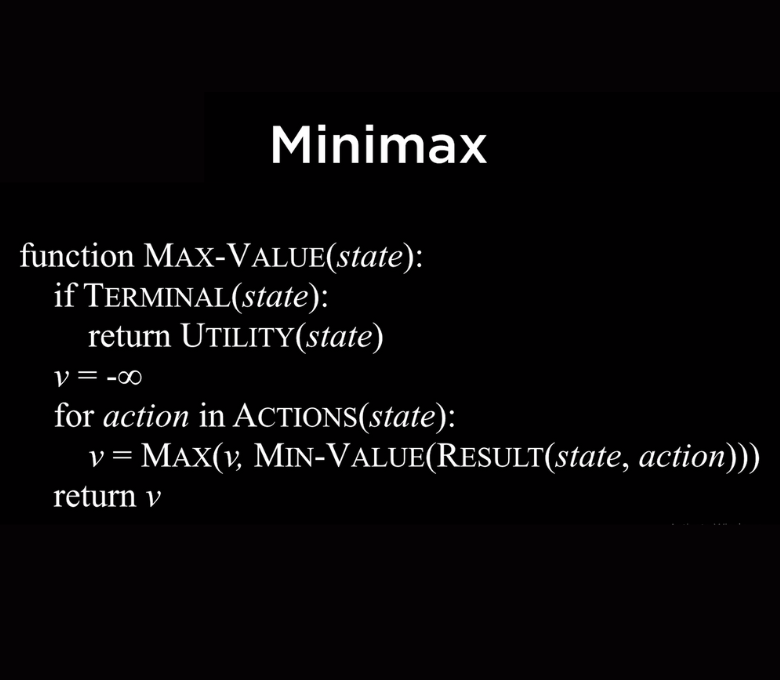 Minimax
function MAX-VALUE(state):
if TERMINAL(state):
return UTILITY(state)
v = -∞
for action in ACTIONS(state):
v = MAX(v, MIN-VALUE(RESULT(state, action)))
return v